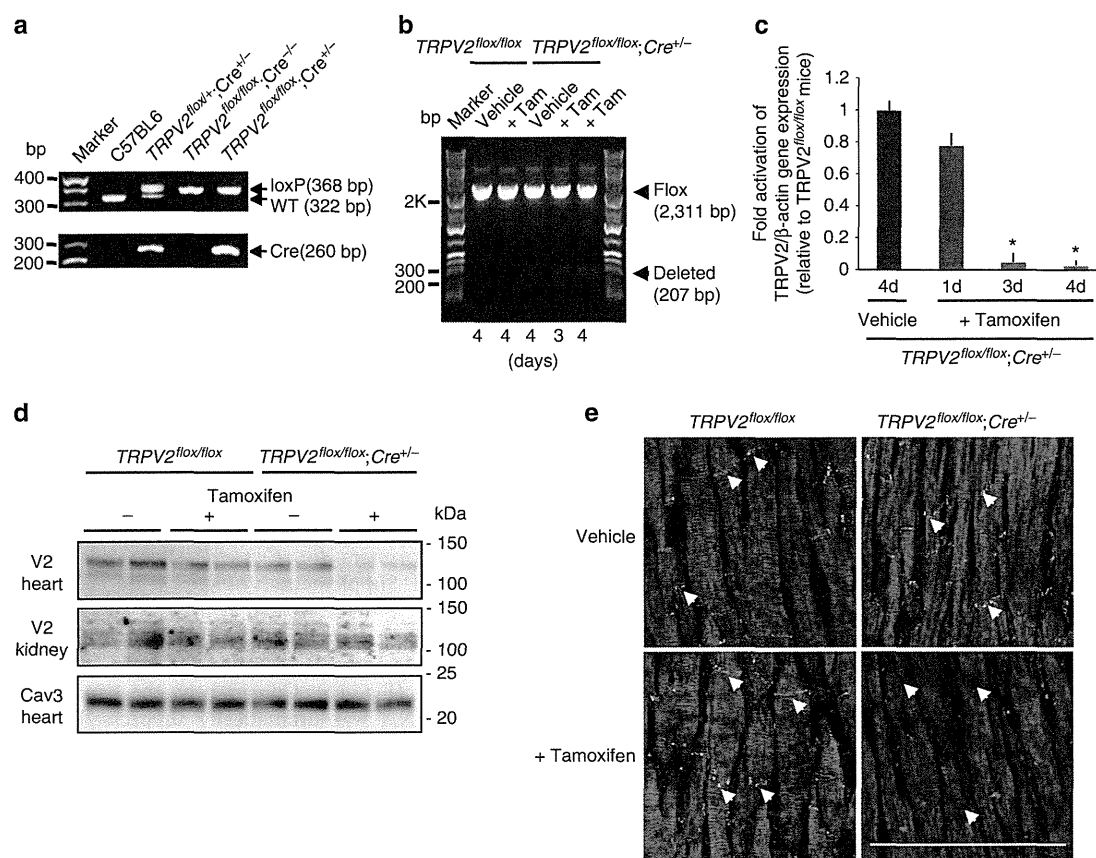 a
Marker
C57BL6
TRPV2flox/+;Cre+/–
TRPV2flox/flox;Cre–/–
TRPV2flox/flox;Cre+/–
bp
400
300
loxP(368 bp)
WT (322 bp)
300
200
Cre(260 bp)
b
TRPV2flox/flox
TRPV2flox/flox;Cre+/–
bp
Marker
Vehicle
+ Tam
Vehicle
+ Tam
+ Tam
2K
300
200
Flox
(2,311 bp)
Deleted
(207 bp)
4 4 4 3 4
(days)
c
Fold activation of
TRPV2/β-actin gene expression
(relative to TRPV2flox/flox mice)
1.2
1
0.8
0.6
0.4
0.2
0
* *
4d 1d 3d 4d
Vehicle + Tamoxifen
TRPV2flox/flox;Cre+/–
d
TRPV2flox/flox TRPV2flox/flox;Cre+/–
Tamoxifen
– + – + kDa
V2
heart
- 150
- 100
V2
kidney
- 150
- 100
Cav3
heart
- 25
- 20
e
TRPV2flox/flox TRPV2flox/flox;Cre+/–
Vehicle
+ Tamoxifen